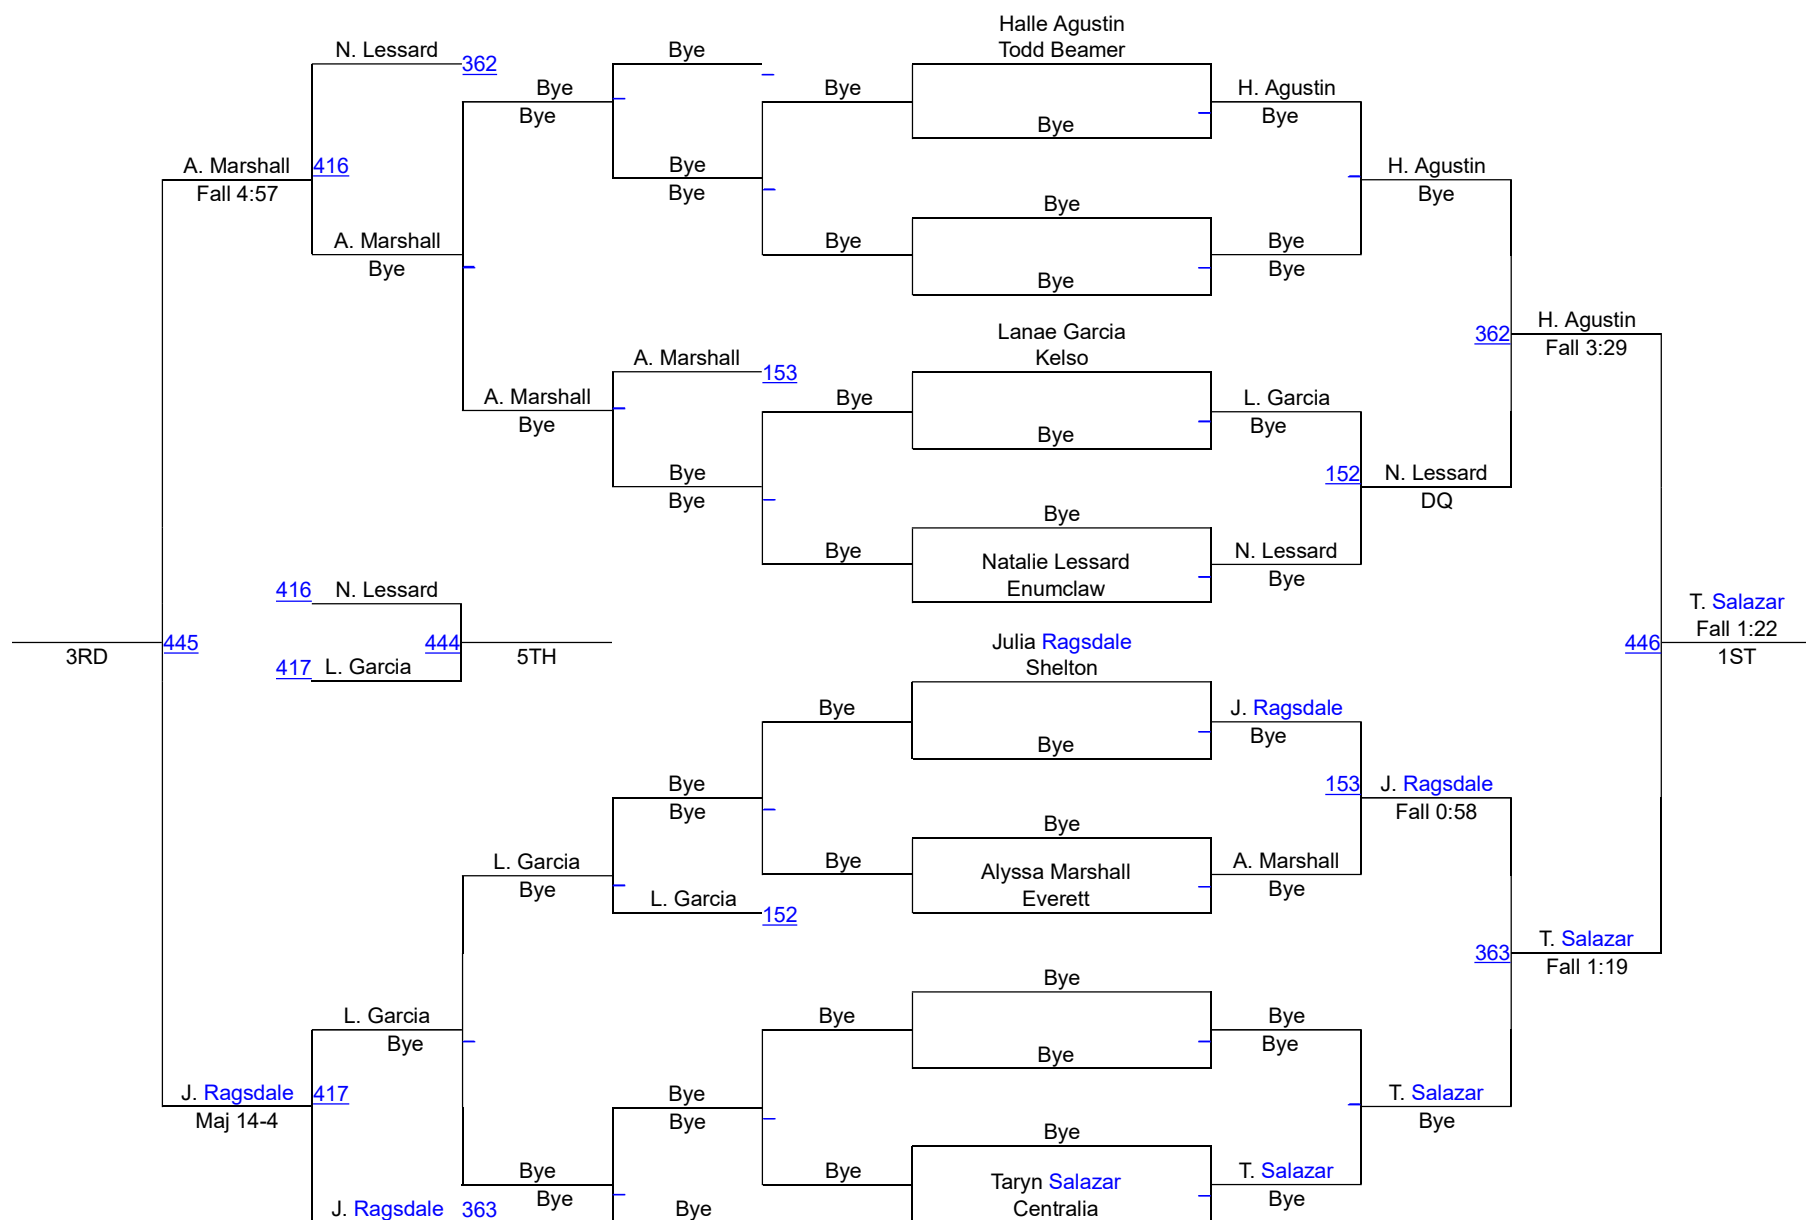 Halle Agustin
N. Lessard 362 Bye Todd Beamer
Bye Bye H. Agustin
Bye Bye Bye
A. Marshall 416 Bye H. Agustin
Fall 4:57 Bye Bye
Bye
A. Marshall Bye Bye
Bye Bye Bye
Lanae Garcia 362 H. Agustin
A. Marshall 153 Kelso Fall 3:29
A. Marshall Bye L. Garcia
Bye Bye Bye
Bye 152 N. Lessard
Bye DQ
Bye
Bye Natalie Lessard N. Lessard
416 N. Lessard Enumclaw Bye
T. Salazar
445 444 Julia Ragsdale 446 Fall 1:22
3RD 417 L. Garcia 5TH Shelton 1ST
Bye J. Ragsdale
Bye Bye
Bye 153 J. Ragsdale
Bye Fall 0:58
Bye
L. Garcia Bye Alyssa Marshall A. Marshall
Bye L. Garcia 152 Everett Bye
363 T. Salazar
Fall 1:19
Bye
L. Garcia Bye Bye
Bye Bye Bye
J. Ragsdale 417 Bye T. Salazar
Maj 14-4 Bye Bye
Bye
Bye Bye Taryn Salazar T. Salazar
J. Ragsdale 363 Bye Bye Centralia Bye